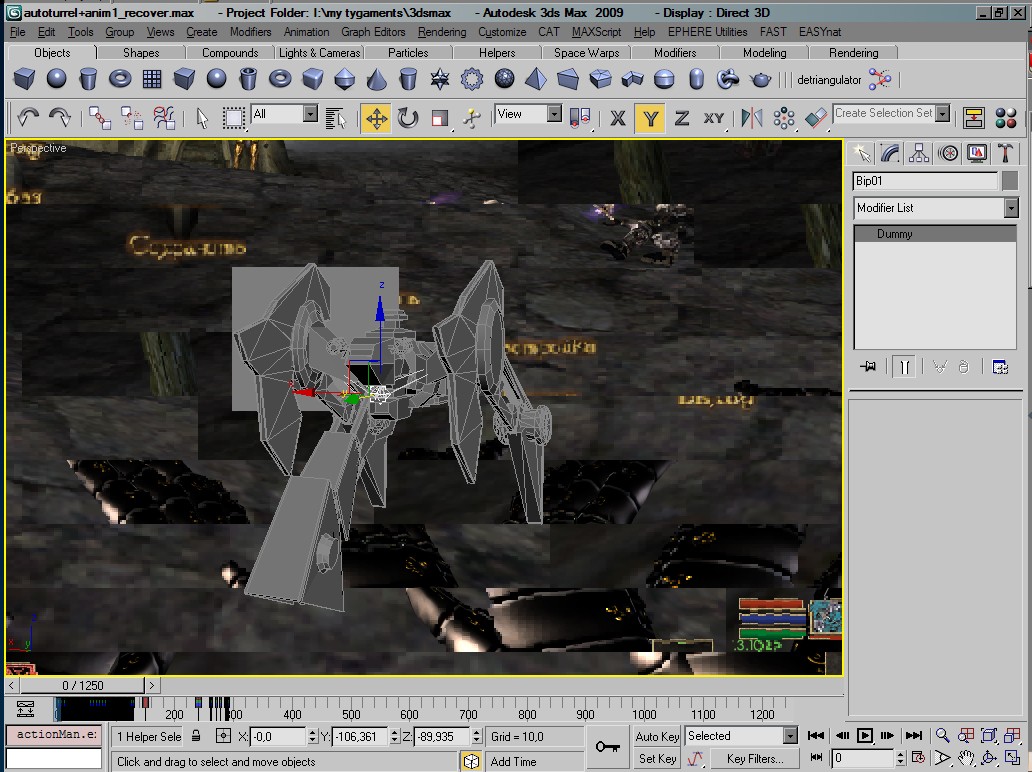 autoturrel+anim1_recover.max - Project Folder: I:\my tygaments\3dsmax - Autodesk 3ds Max 2009 - Display : Direct 3D
File Edit Tools Group Views Create Modifiers Animation Graph Editors Rendering Customize CAT MAXScript Help EPHERE Utilities FAST EASYnat
Objects Shapes Compounds Lights & Cameras Particles Helpers Space Warps Modifiers Modeling Rendering
detriangulator
All View X Y Z XY Create Selection Set
Perspective
Bip01
Modifier List
Dummy
Сохранить
z
x
3.1
0 / 1250
200 300 400 500 600 700 800 900 1000 1100 1200
actionMan.e: 1 Helper Sele X: -0,0 Y: -106,361 Z: -89,935 Grid = 10,0 Auto Key Selected
Click and drag to select and move objects Add Time Set Key Key Filters... 0